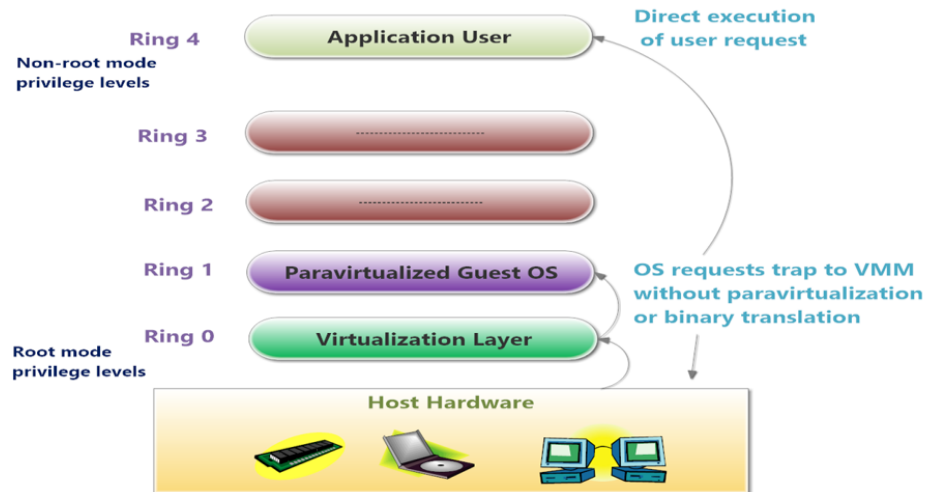 Ring 4
Application User
Direct execution
of user request
Non-root mode
privilege levels
Ring 3
----------------------------
Ring 2
---------------------------
Ring 1
Paravirtualized Guest OS
OS requests trap to VMM
without paravirtualization
or binary translation
Ring 0
Virtualization Layer
Root mode
privilege levels
Host Hardware